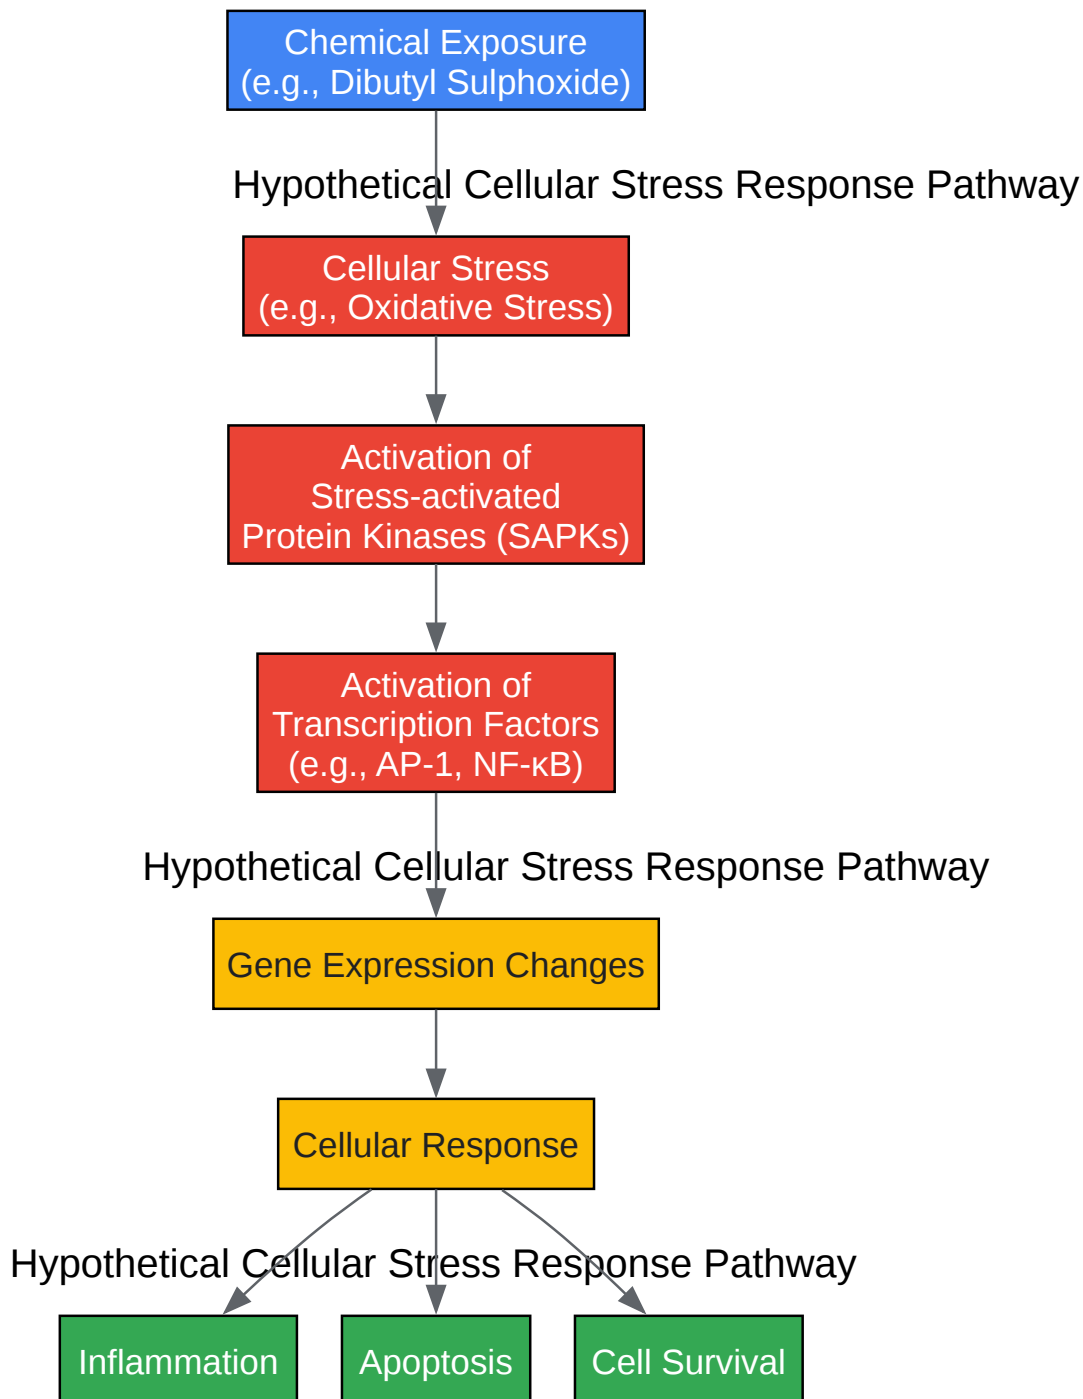 Chemical Exposure
(e.g., Dibutyl Sulphoxide)
Hypothetical Cellular Stress Response Pathway
Cellular Stress
(e.g., Oxidative Stress)
Activation of
Stress-activated
Protein Kinases (SAPKs)
Activation of
Transcription Factors
(e.g., AP-1, NF-κB)
Hypothetical Cellular Stress Response Pathway
Gene Expression Changes
Cellular Response
Hypothetical Cellular Stress Response Pathway
Inflammation
Apoptosis
Cell Survival